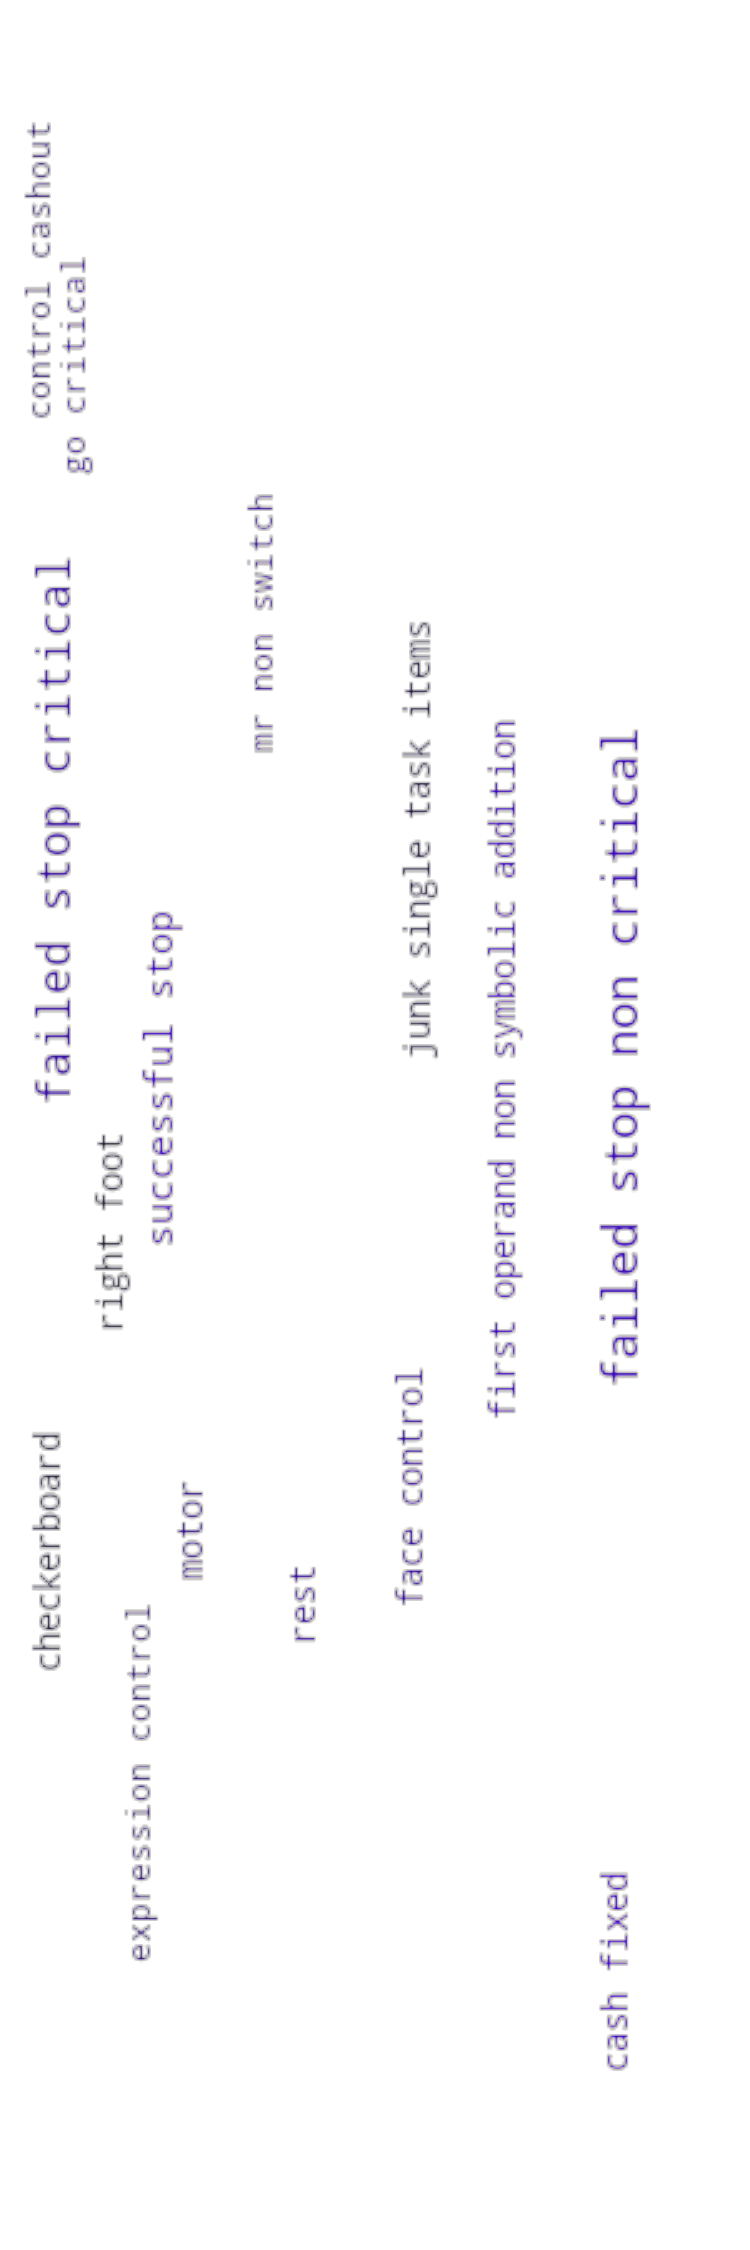 control cashout
go critical
failed stop critical
mr non switch
junk single task items
first operand non symbolic addition
failed stop non critical
successful stop
right foot
face control
checkerboard
motor
rest
expression control
cash fixed